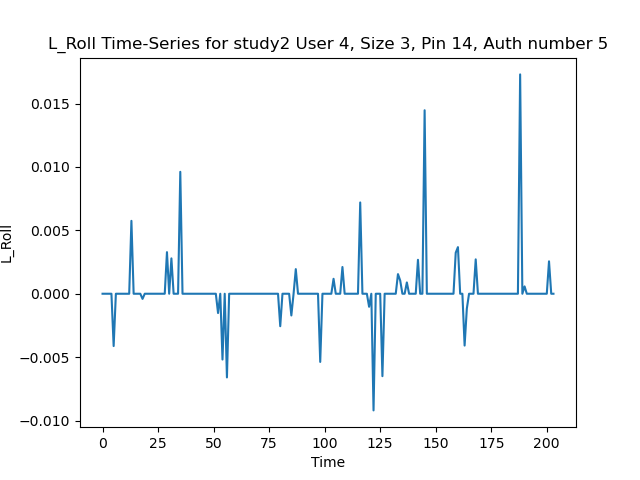 L_Roll Time-Series for study2 User 4, Size 3, Pin 14, Auth number 5
0.015
0.010
0.005
0.000
−0.005
−0.010
L_Roll
0 25 50 75 100 125 150 175 200
Time